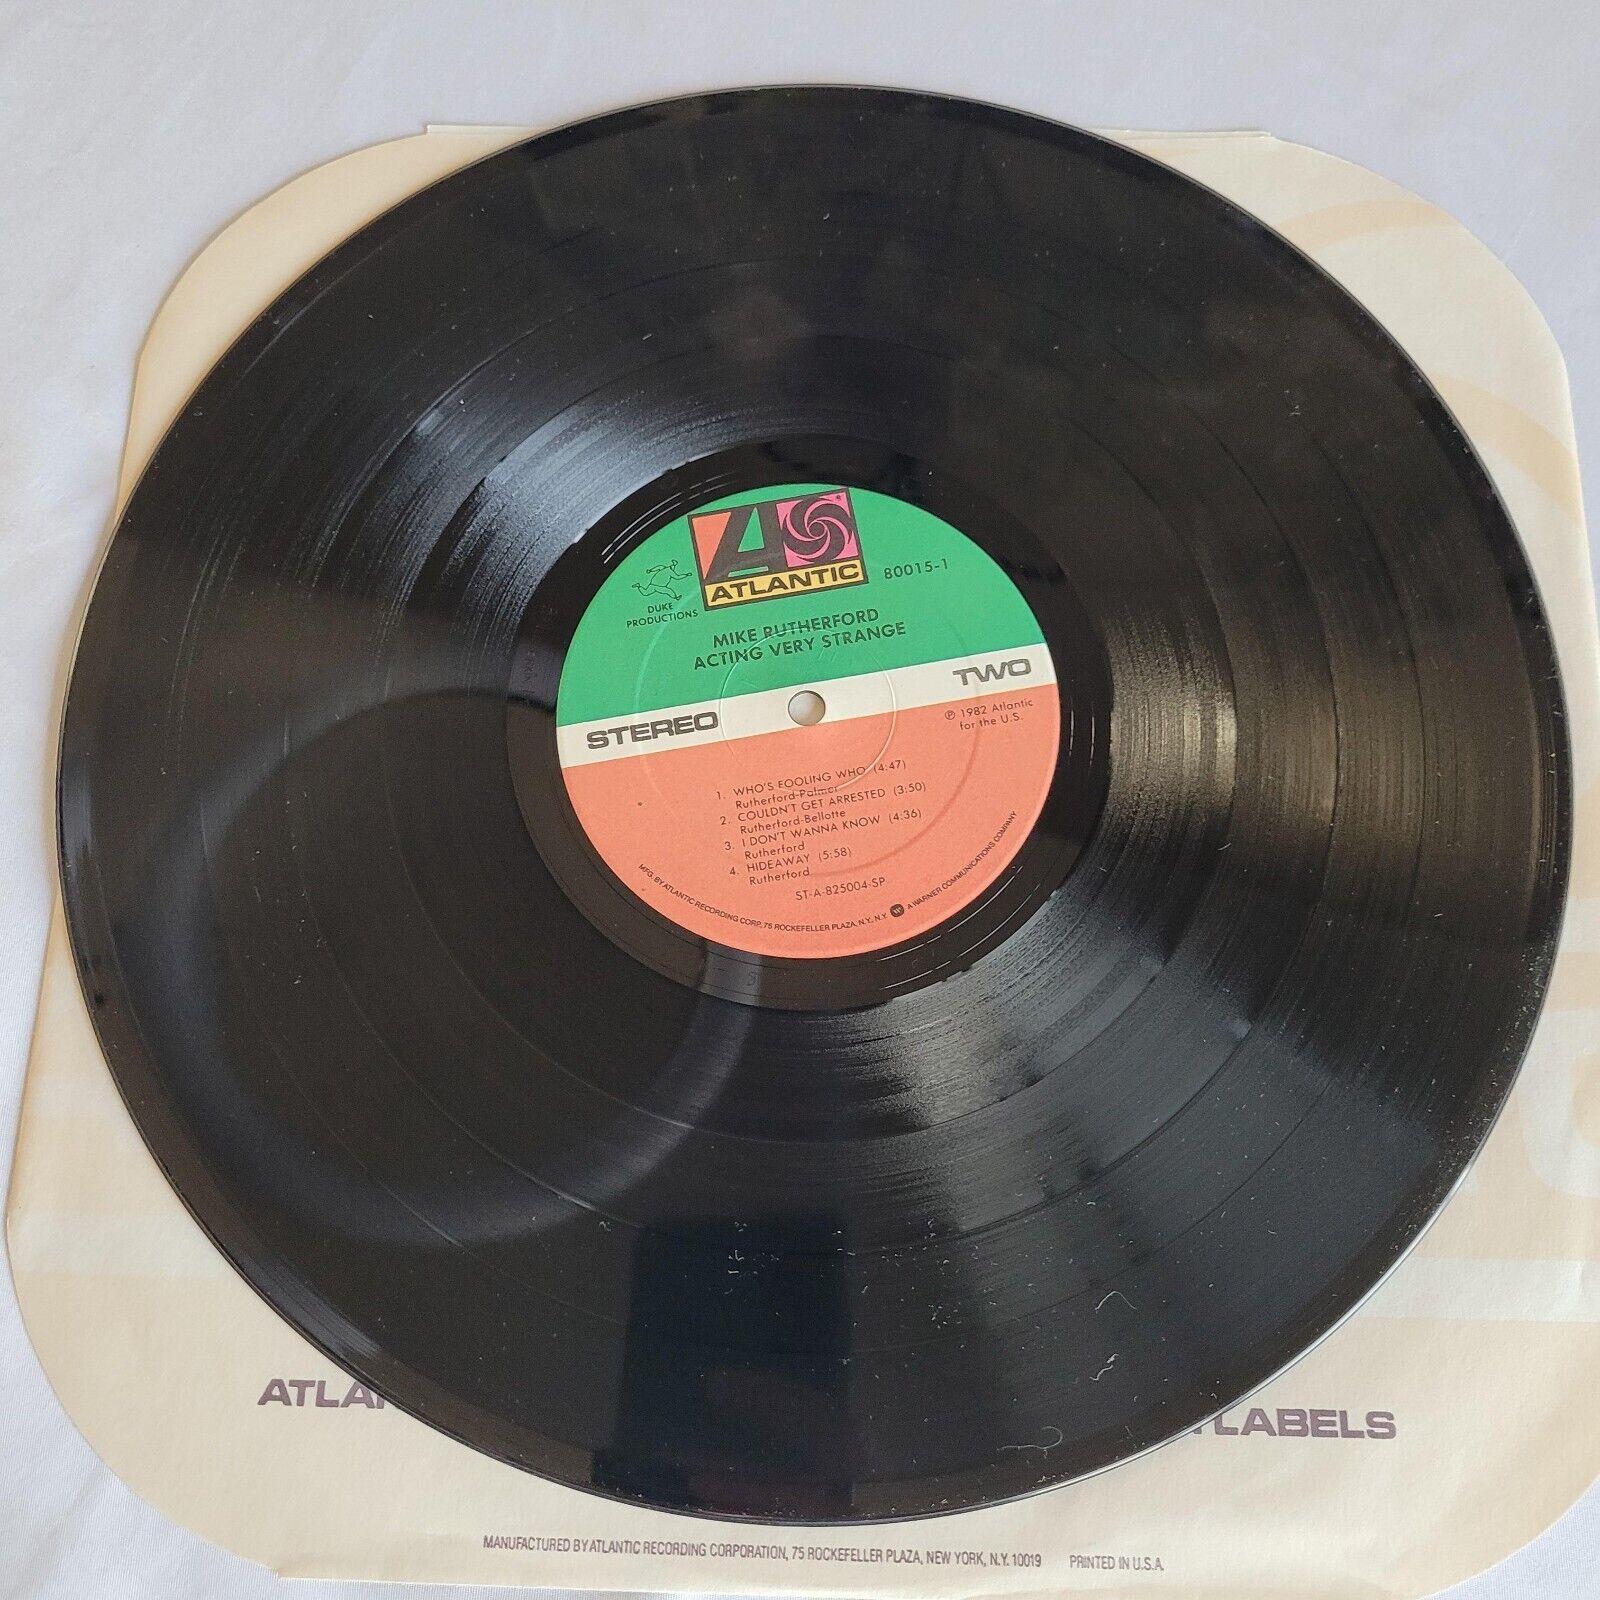 ATLANTIC
80015-1
DUKE
PRODUCTIONS
MIKE RUTHERFORD
ACTING VERY STRANGE
STEREO
TWO
℗ 1982 Atlantic
for the U.S.
1. WHO'S FOOLING WHO (4:47)
Rutherford-Palmer
2. COULDN'T GET ARRESTED (3:50)
Rutherford-Bellotte
3. I DON'T WANNA KNOW (4:36)
Rutherford
4. HIDEAWAY (5:58)
Rutherford
ST-A-825004-SP
MFG. BY ATLANTIC RECORDING CORP., 75 ROCKEFELLER PLAZA, N.Y., N.Y. A WARNER COMMUNICATIONS COMPANY
LABELS
MANUFACTURED BY ATLANTIC RECORDING CORPORATION, 75 ROCKEFELLER PLAZA, NEW YORK, N.Y. 10019 PRINTED IN U.S.A.